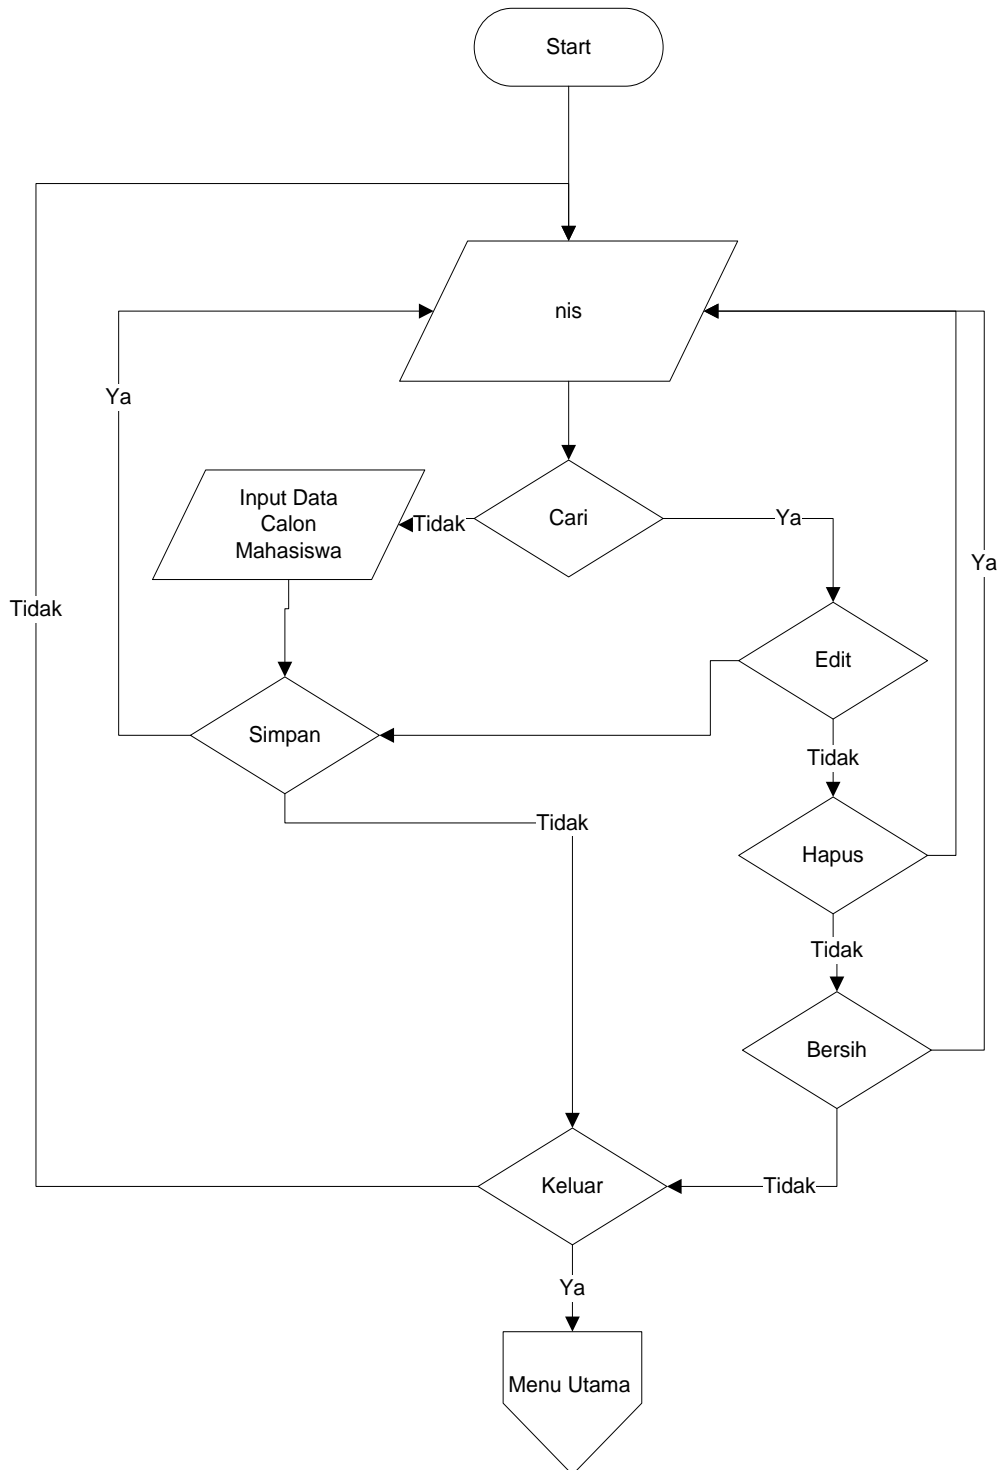 Start
nis
Ya
Input Data
Calon
Mahasiswa
Tidak
Cari
Ya
Ya
Tidak
Edit
Simpan
Tidak
Tidak
Hapus
Tidak
Bersih
Keluar
Tidak
Ya
Menu Utama